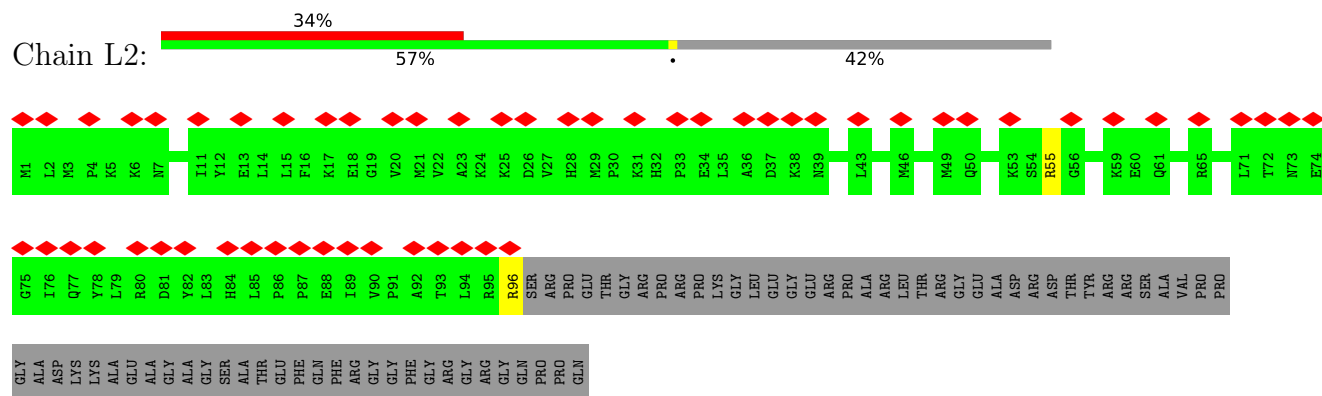 34%
Chain L2:
57% • 42%
M1 L2 M3 P4 K5 K6 N7 I11 Y12 E13 L14 L15 F16 K17 E18 G19 V20 M21 V22 A23 K24 K25 D26 V27 H28 M29 P30 K31 H32 P33 E34 L35 A36 D37 K38 N39 L43 M46 M49 Q50 K53 S54 R55 G56 K59 E60 Q61 R65 L71 T72 N73 E74
G75 I76 Q77 Y78 L79 R80 D81 Y82 L83 H84 L85 P86 P87 E88 I89 V90 P91 A92 T93 L94 R95 R96 SER ARG PRO GLU THR GLY ARG PRO ARG PRO LYS GLY LEU GLU GLY GLU ARG PRO ALA ARG LEU THR ARG GLY GLU ALA ASP ARG ASP THR TYR ARG ARG SER ALA VAL PRO PRO
GLY ALA ASP LYS LYS ALA GLU ALA GLY ALA GLY SER ALA THR GLU PHE GLN PHE ARG GLY GLY PHE GLY ARG GLY ARG GLY GLN PRO PRO GLN